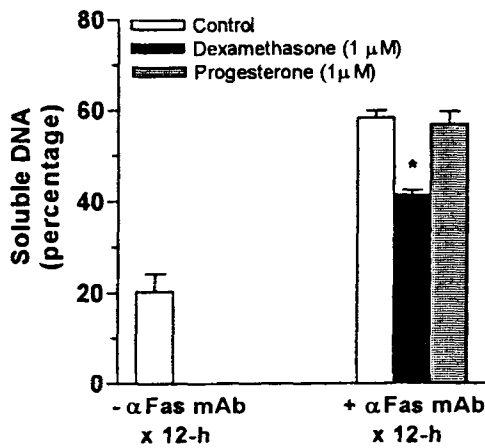 80
60
40
20
0
Soluble DNA
(percentage)
Control
Dexamethasone (1 µM)
Progesterone (1µM)
*
- αFas mAb
x 12-h
+ αFas mAb
x 12-h